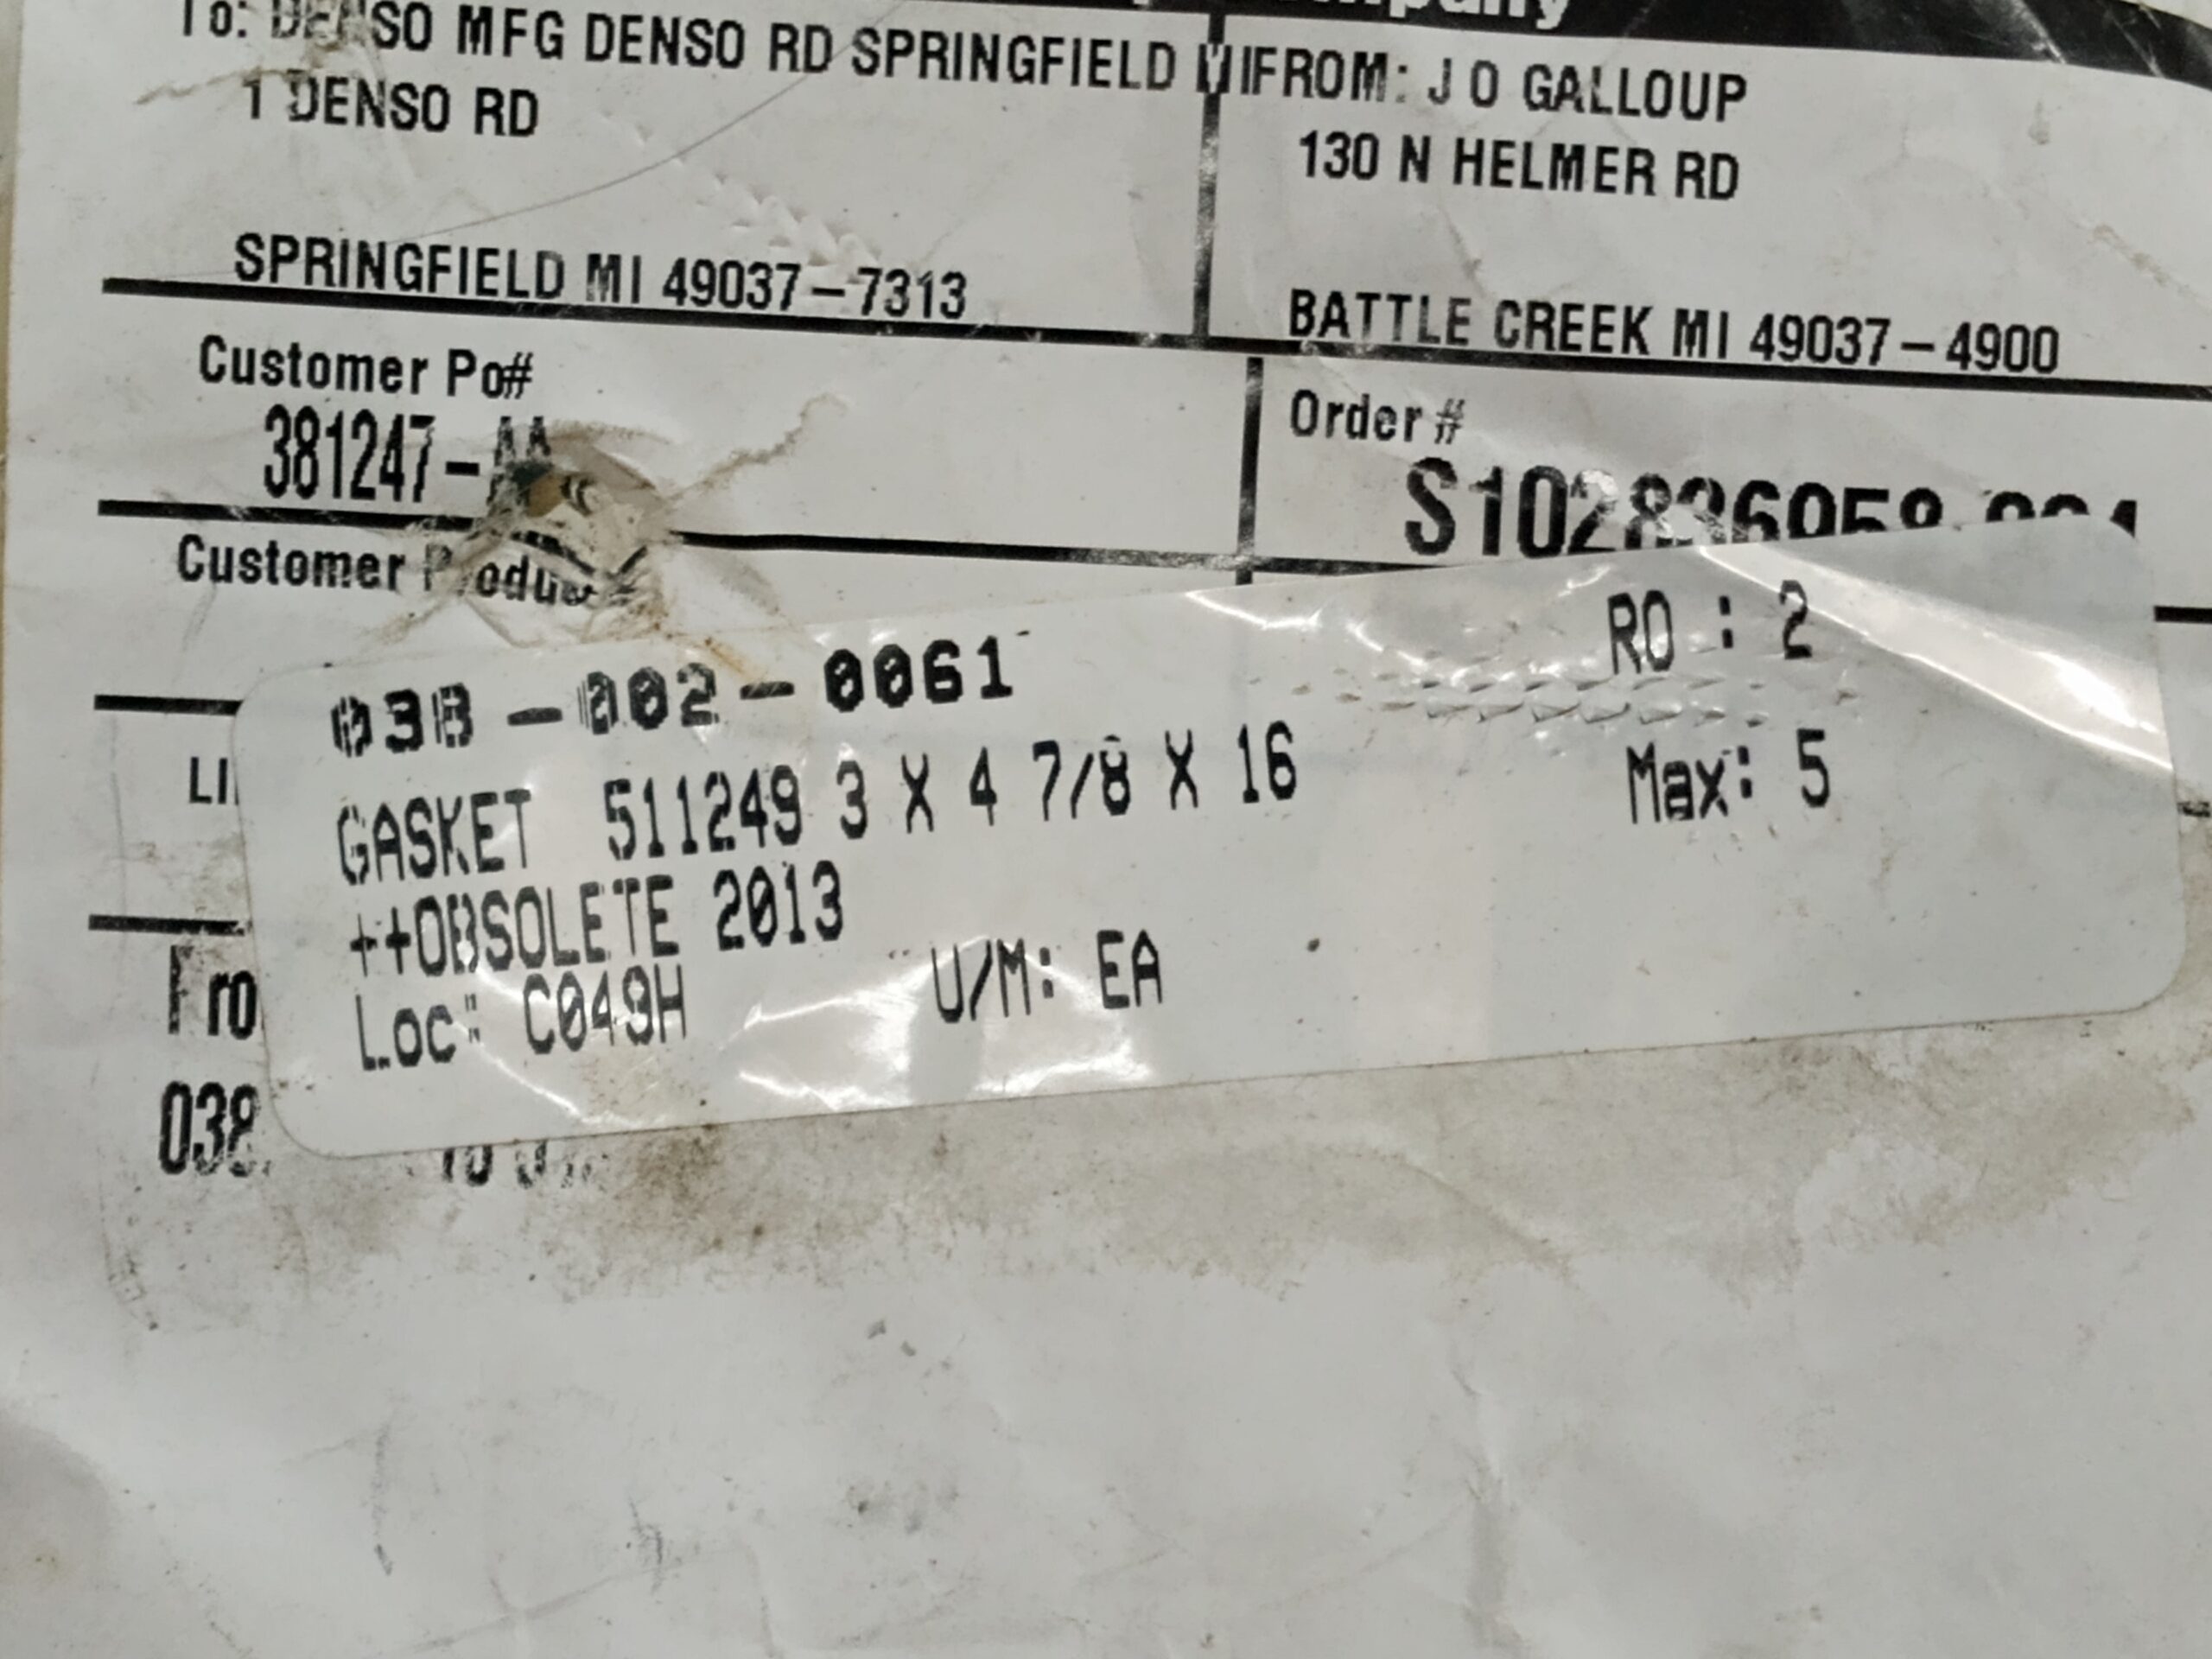 To: DENSO MFG DENSO RD SPRINGFIELD MIFROM: J O GALLOUP
1 DENSO RD
130 N HELMER RD
SPRINGFIELD MI 49037-7313
BATTLE CREEK MI 49037-4900
Customer Po#
381247-AA
Order #
Customer
038-002-0061
RO : 2
GASKET 511249 3 X 4 7/8 X 16
Max: 5
++OBSOLETE 2013
Loc: C049H
U/M: EA